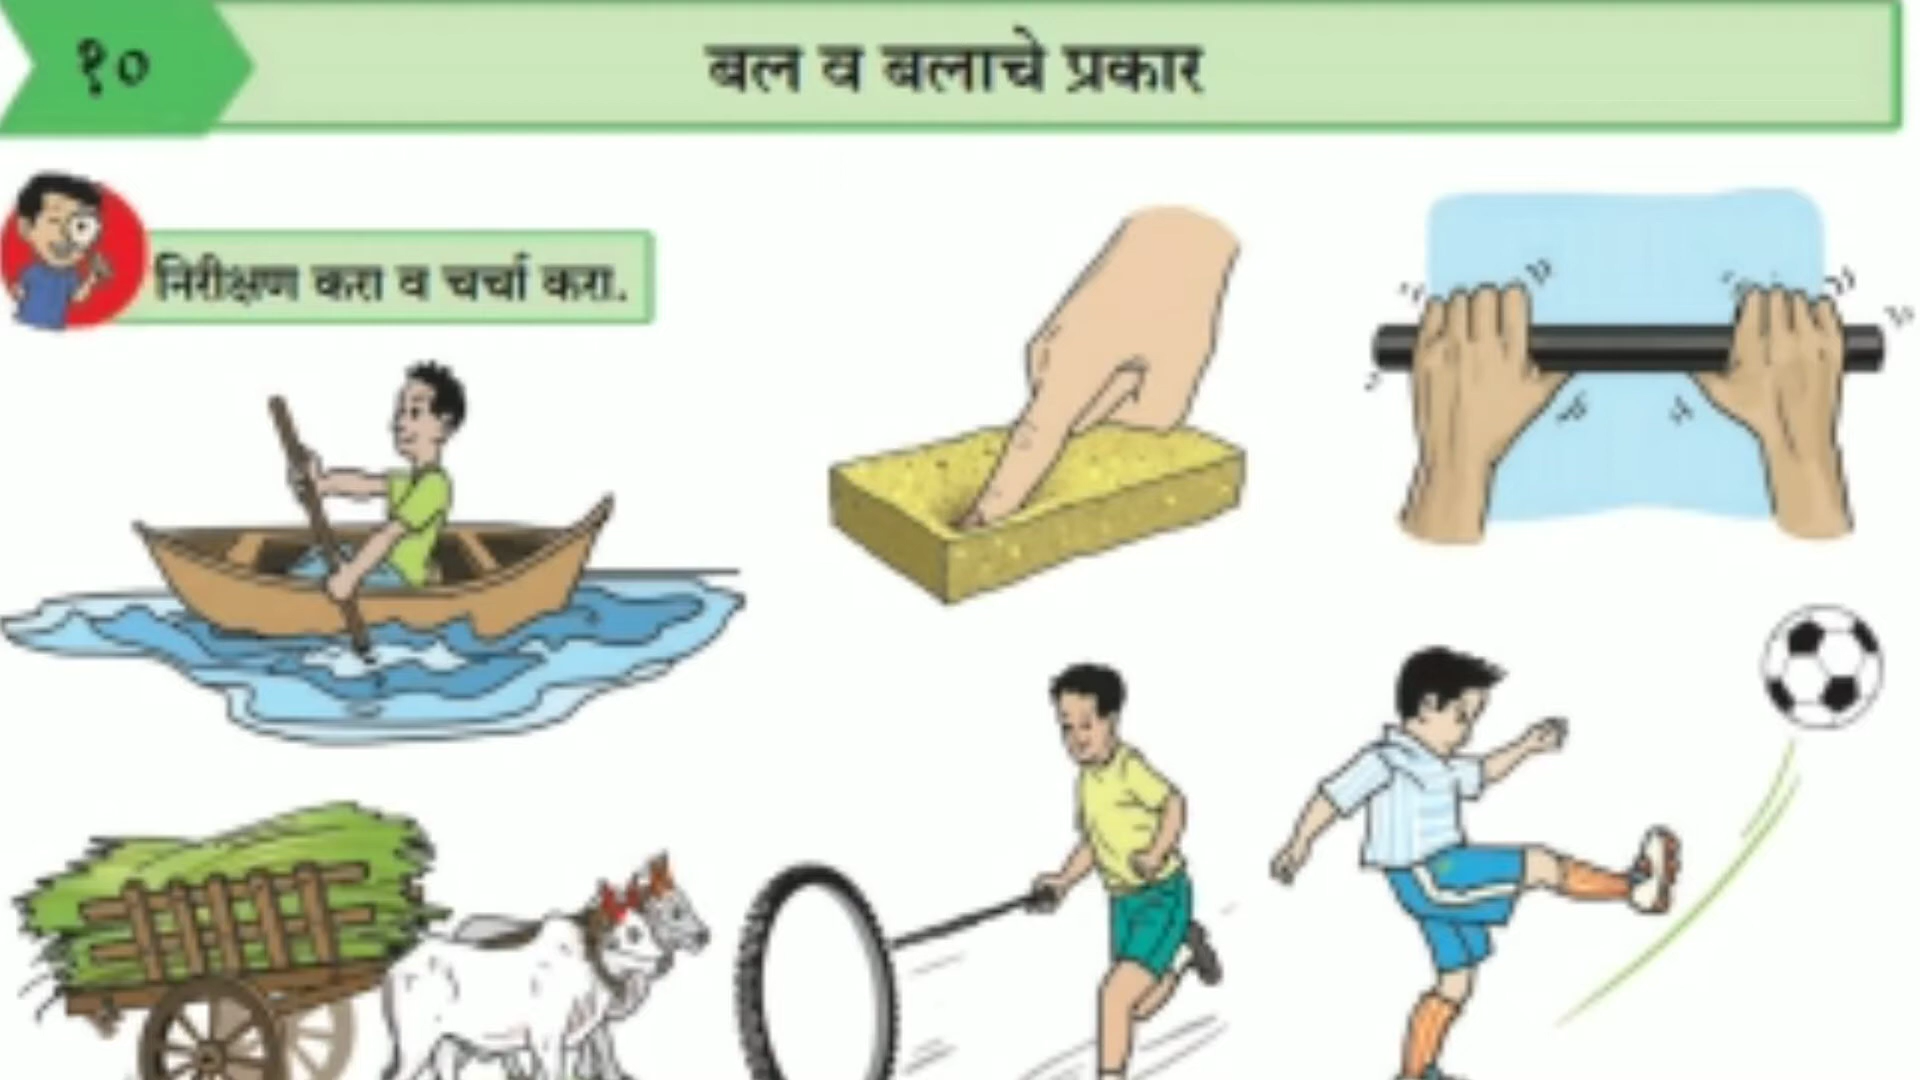 १०
बल व बलाचे प्रकार
निरीक्षण करा व चर्चा करा.